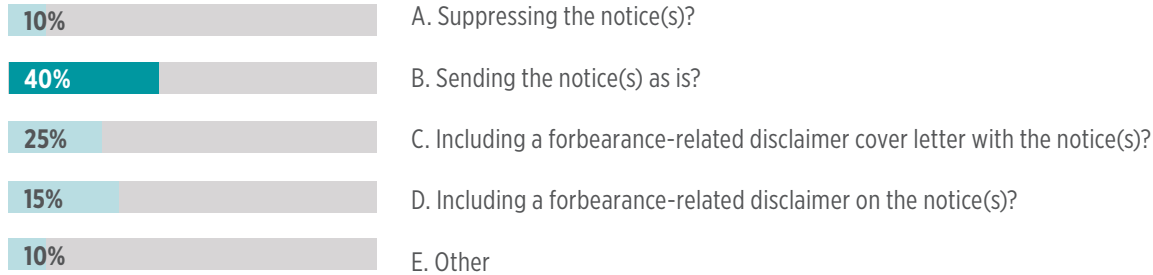 10% A. Suppressing the notice(s)?
40% B. Sending the notice(s) as is?
25% C. Including a forbearance-related disclaimer cover letter with the notice(s)?
15% D. Including a forbearance-related disclaimer on the notice(s)?
10% E. Other